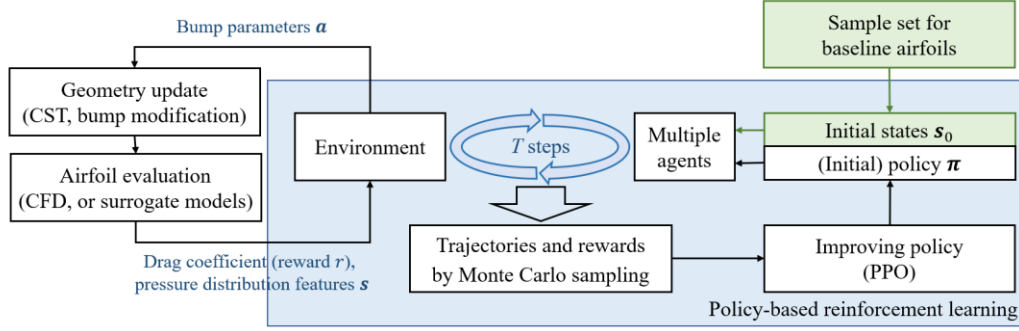 Bump parameters a
Sample set for
baseline airfoils
Geometry update
(CST, bump modification)
Environment
T steps
Multiple
agents
Initial states s₀
(Initial) policy π
Airfoil evaluation
(CFD, or surrogate models)
Drag coefficient (reward r),
pressure distribution features s
Trajectories and rewards
by Monte Carlo sampling
Improving policy
(PPO)
Policy-based reinforcement learning